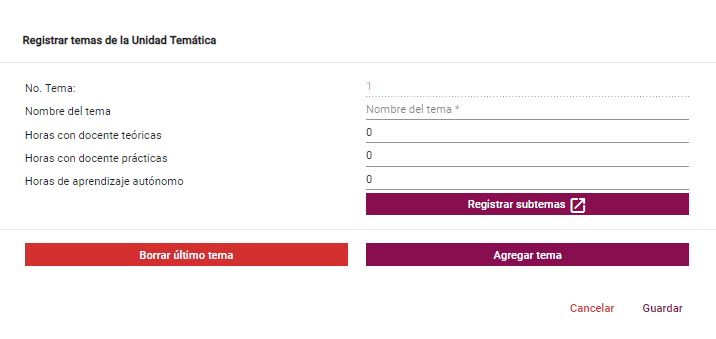 Registrar temas de la Unidad Temática
No. Tema:
1
Nombre del tema
Nombre del tema *
Horas con docente teóricas
0
Horas con docente prácticas
0
Horas de aprendizaje autónomo
0
Registrar subtemas
Borrar último tema
Agregar tema
Cancelar
Guardar